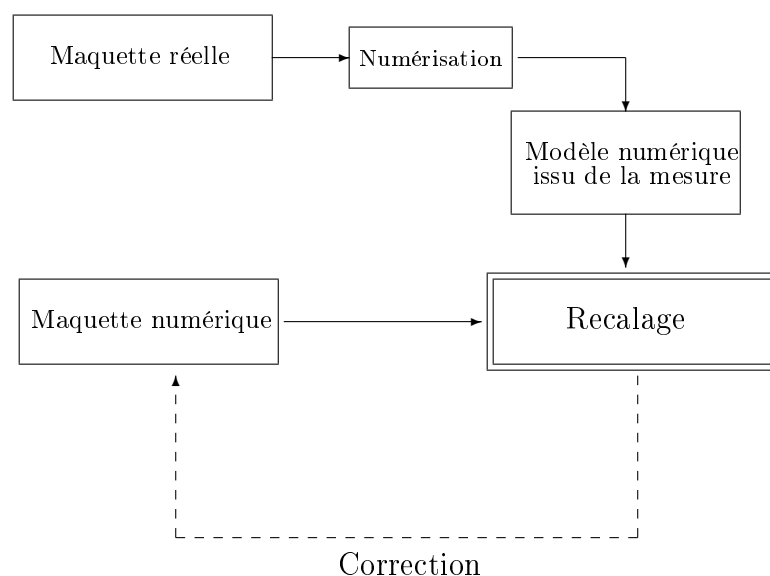 Maquette réelle
Numérisation
Modèle numérique
issu de la mesure
Maquette numérique
Recalage
Correction